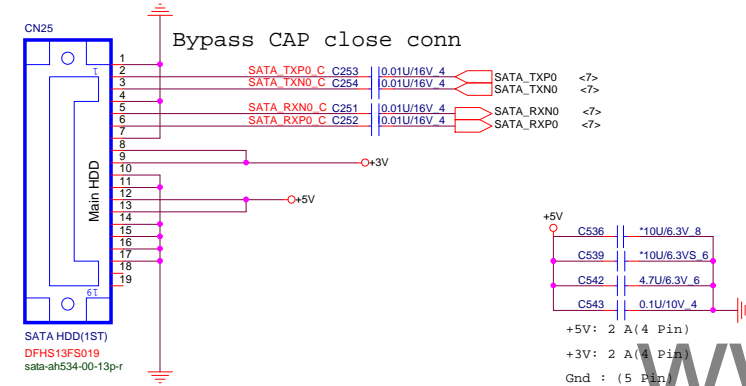 CN25
Bypass CAP close conn
1
1
2
SATA_TXP0_C C253 0.01U/16V_4 SATA_TXP0 <7>
3
SATA_TXN0_C C254 0.01U/16V_4 SATA_TXN0 <7>
4
5
SATA_RXN0_C C251 0.01U/16V_4 SATA_RXN0 <7>
6
SATA_RXP0_C C252 0.01U/16V_4 SATA_RXP0 <7>
7
8
9
+3V
10
11
Main HDD
12
+5V
13
14
15
16
17
18
19
19
SATA HDD(1ST)
DFHS13FS019
sata-ah534-00-13p-r
+5V
C536 *10U/6.3V_8
C539 *10U/6.3VS_6
C542 4.7U/6.3V_6
C543 0.1U/10V_4
+5V: 2 A(4 Pin)
+3V: 2 A(4 Pin)
Gnd : (5 Pin)